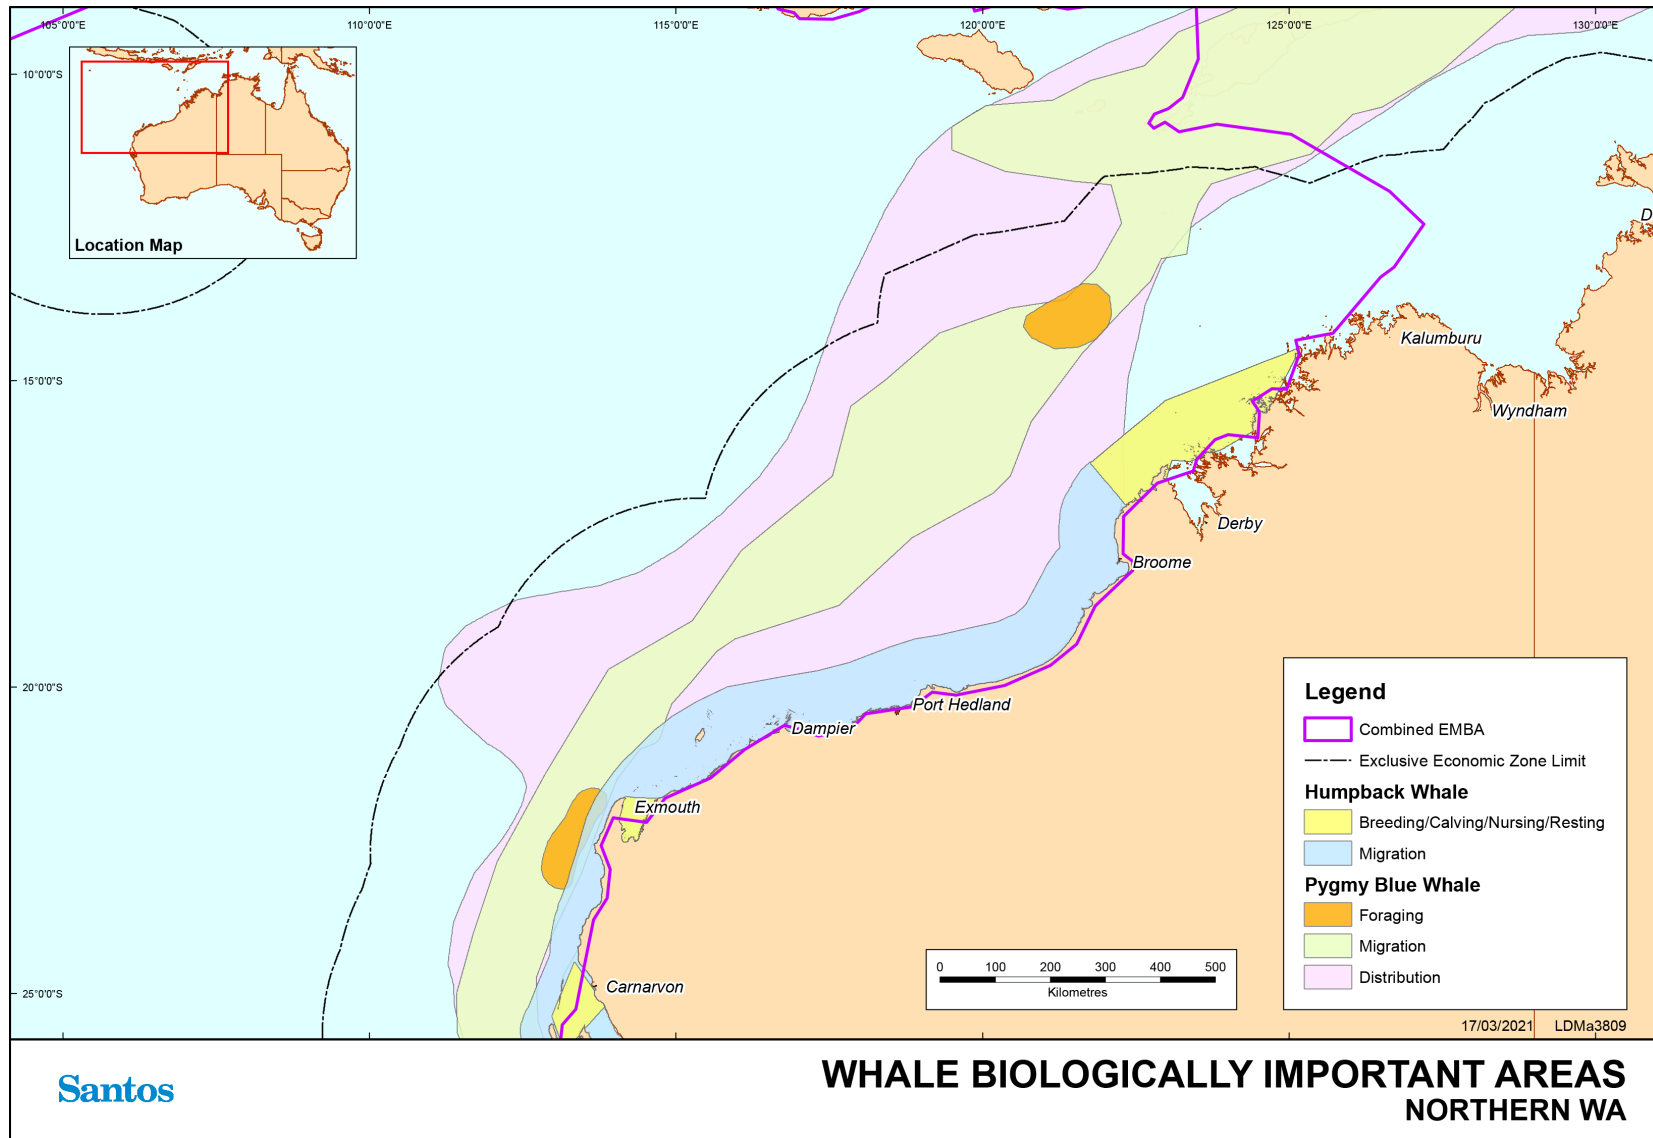 105°0'0"E
110°0'0"E
115°0'0"E
120°0'0"E
125°0'0"E
130°0'0"E
10°0'0"S
Location Map
D
15°0'0"S
Kalumburu
Wyndham
Derby
Broome
20°0'0"S
Port Hedland
Dampier
Exmouth
25°0'0"S
Carnarvon
0 100 200 300 400 500
Kilometres
Legend
Combined EMBA
Exclusive Economic Zone Limit
Humpback Whale
Breeding/Calving/Nursing/Resting
Migration
Pygmy Blue Whale
Foraging
Migration
Distribution
17/03/2021 LDMa3809
Santos
WHALE BIOLOGICALLY IMPORTANT AREAS
NORTHERN WA